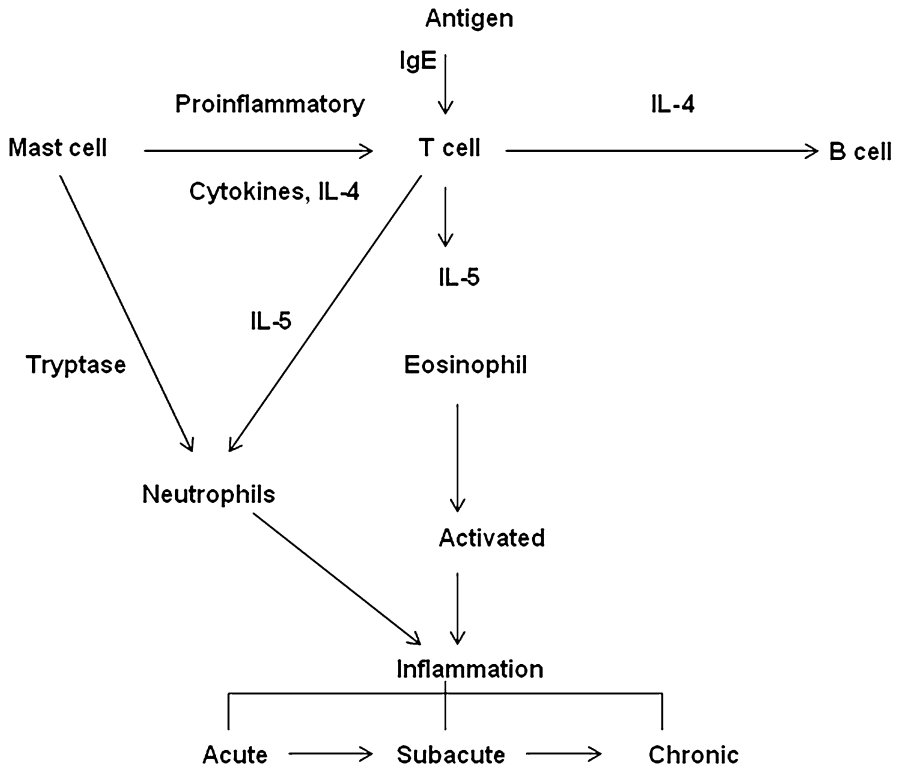 Antigen
IgE
Proinflammatory
IL-4
Mast cell
T cell
B cell
Cytokines, IL-4
IL-5
IL-5
Tryptase
Eosinophil
Neutrophils
Activated
Inflammation
Acute
Subacute
Chronic